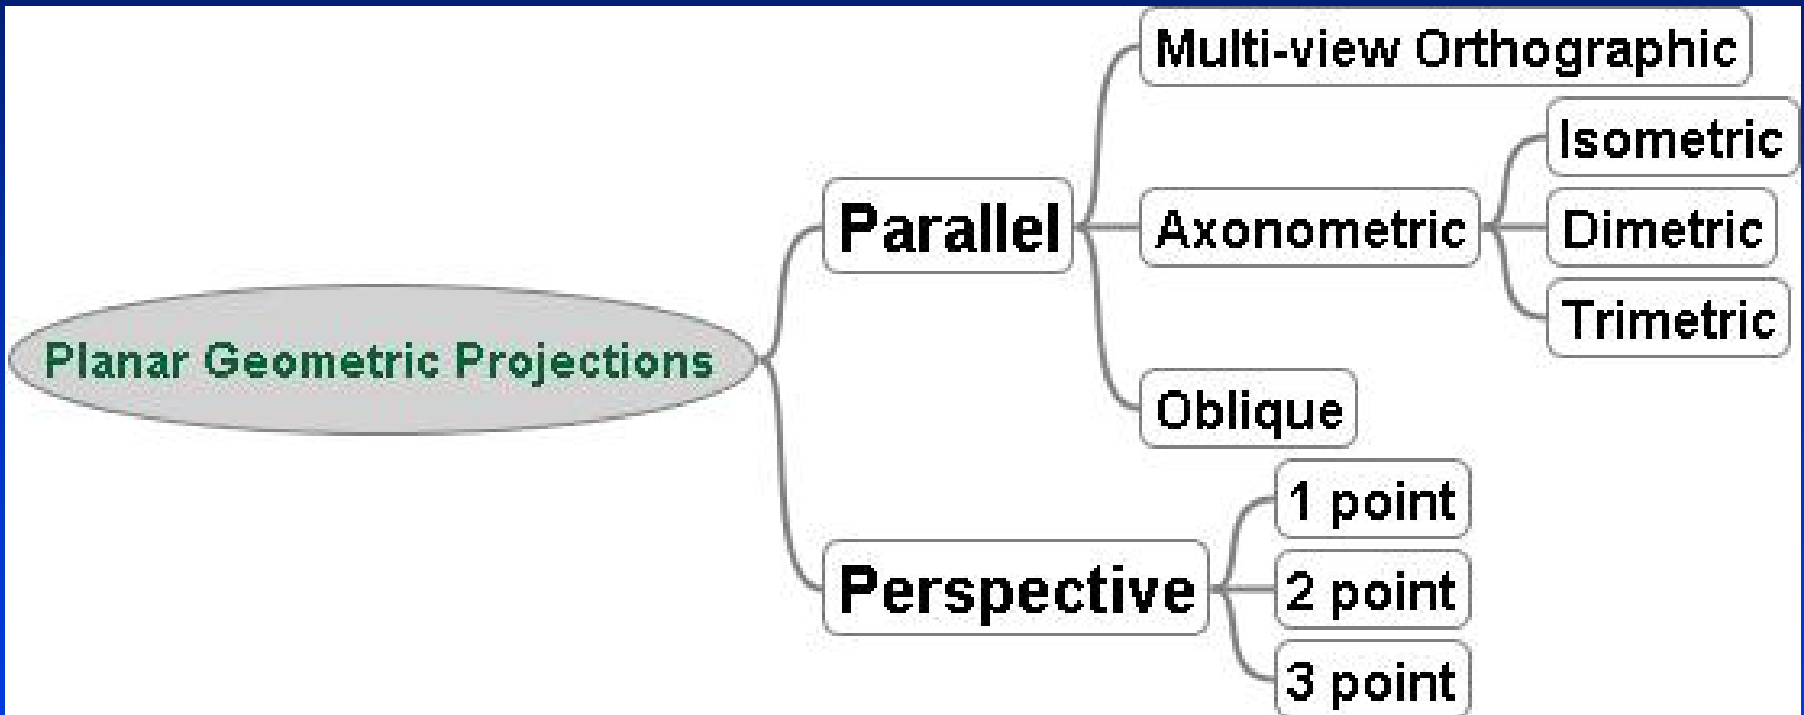 Planar Geometric Projections
Parallel
Multi-view Orthographic
Axonometric
Isometric
Dimetric
Trimetric
Oblique
Perspective
1 point
2 point
3 point